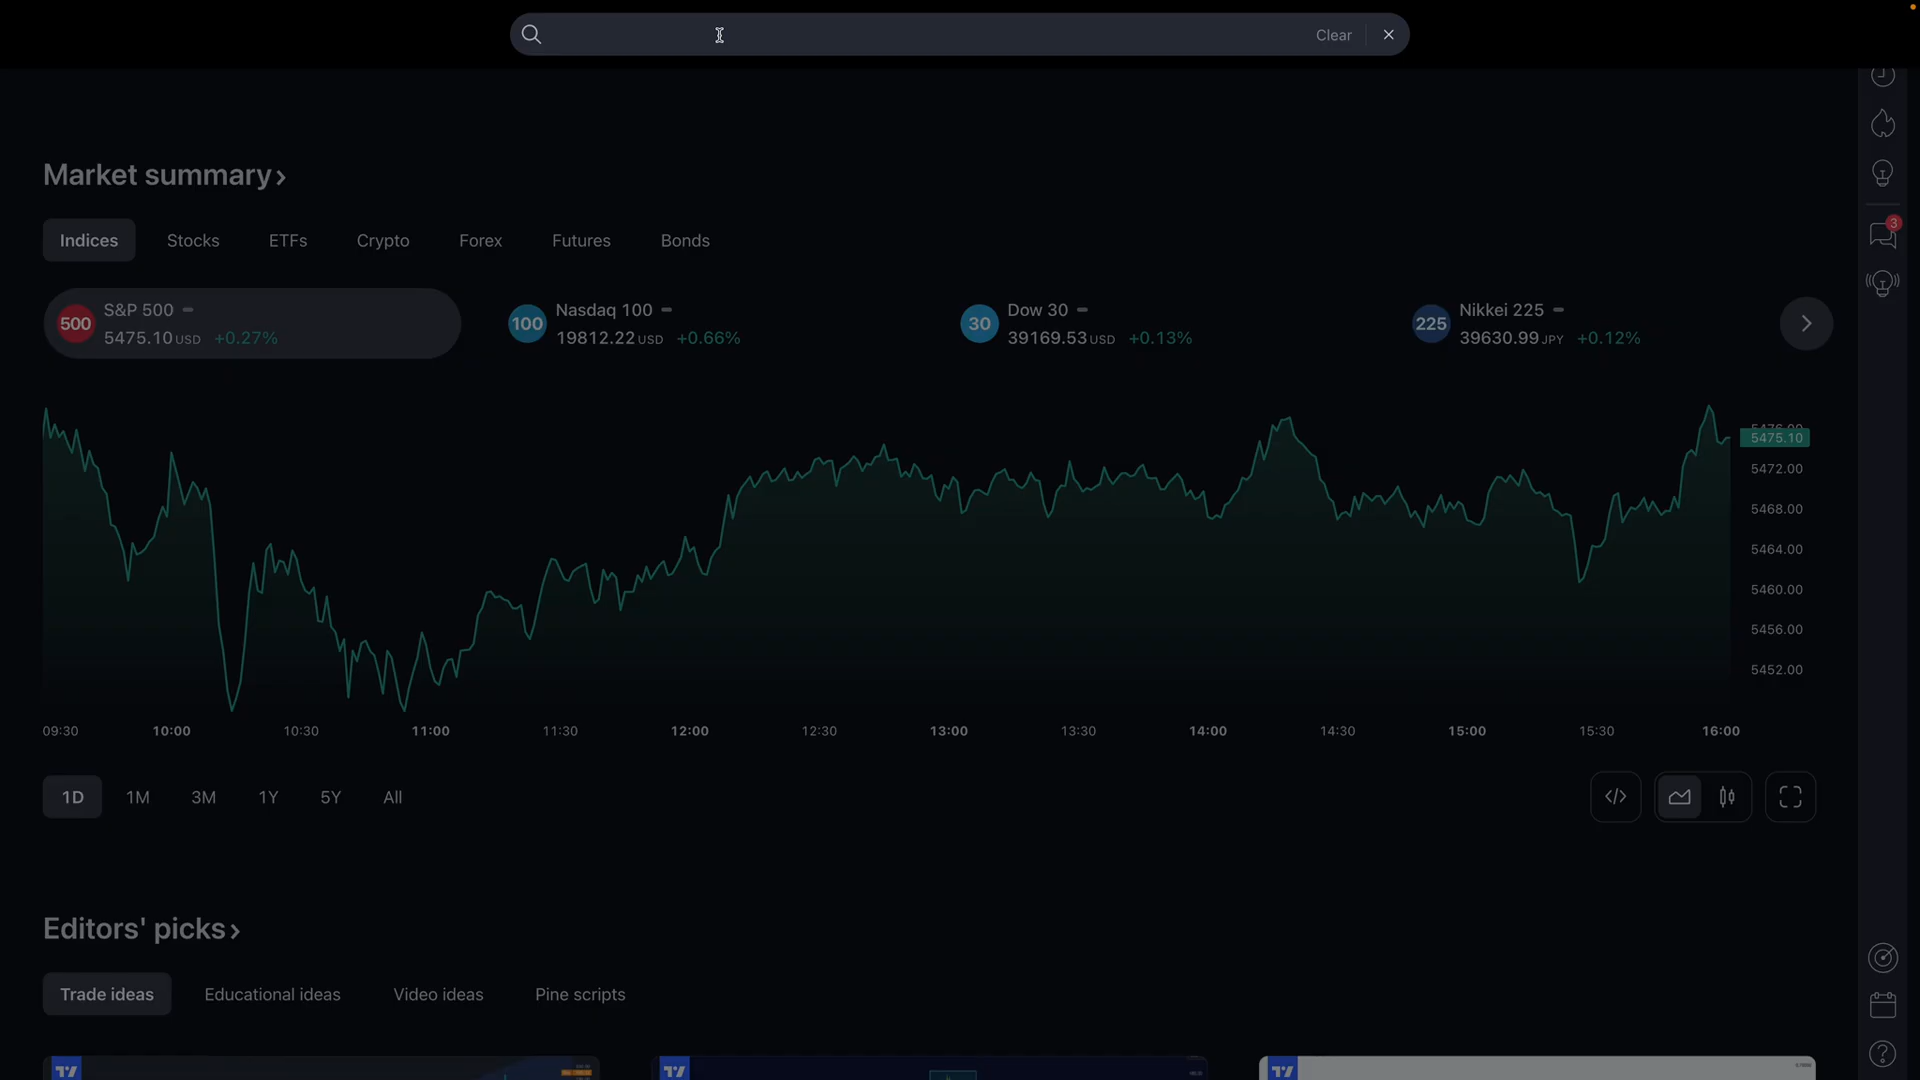 Clear
3
Market summary
Indices Stocks ETFs Crypto Forex Futures Bonds
500 S&P 500 5475.10 USD +0.27%
100 Nasdaq 100 19812.22 USD +0.66%
30 Dow 30 39169.53 USD +0.13%
225 Nikkei 225 39630.99 JPY +0.12%
5476.00
5475.10
5472.00
5468.00
5464.00
5460.00
5456.00
5452.00
09:30 10:00 10:30 11:00 11:30 12:00 12:30 13:00 13:30 14:00 14:30 15:00 15:30 16:00
1D 1M 3M 1Y 5Y All
Editors' picks
Trade ideas Educational ideas Video ideas Pine scripts